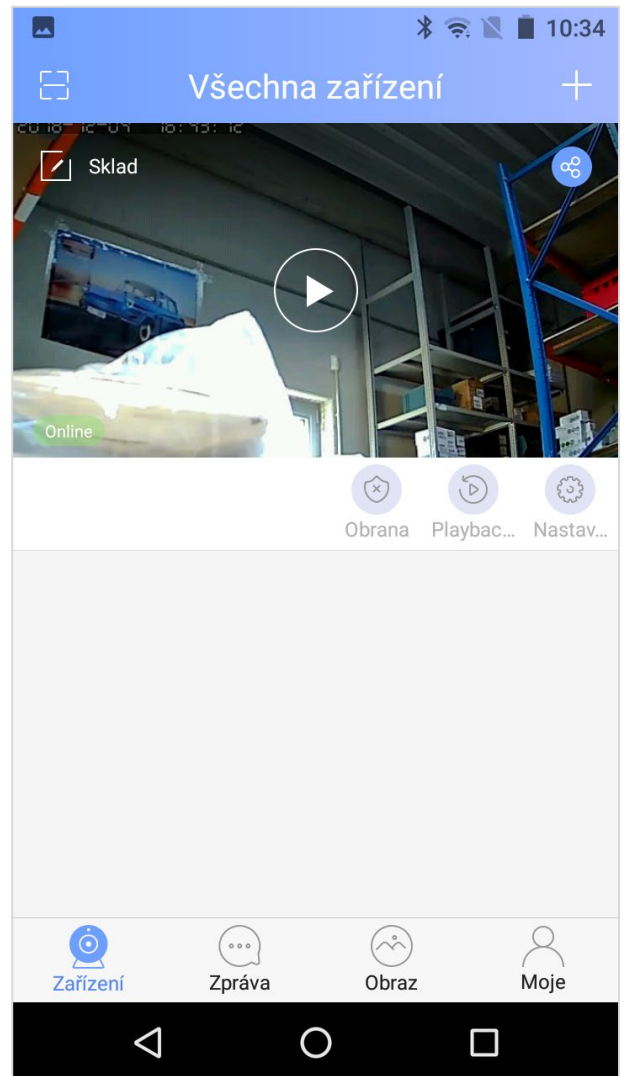 10:34
Všechna zařízení
Sklad
Online
Obrana Playbac... Nastav...
Zařízení Zpráva Obraz Moje